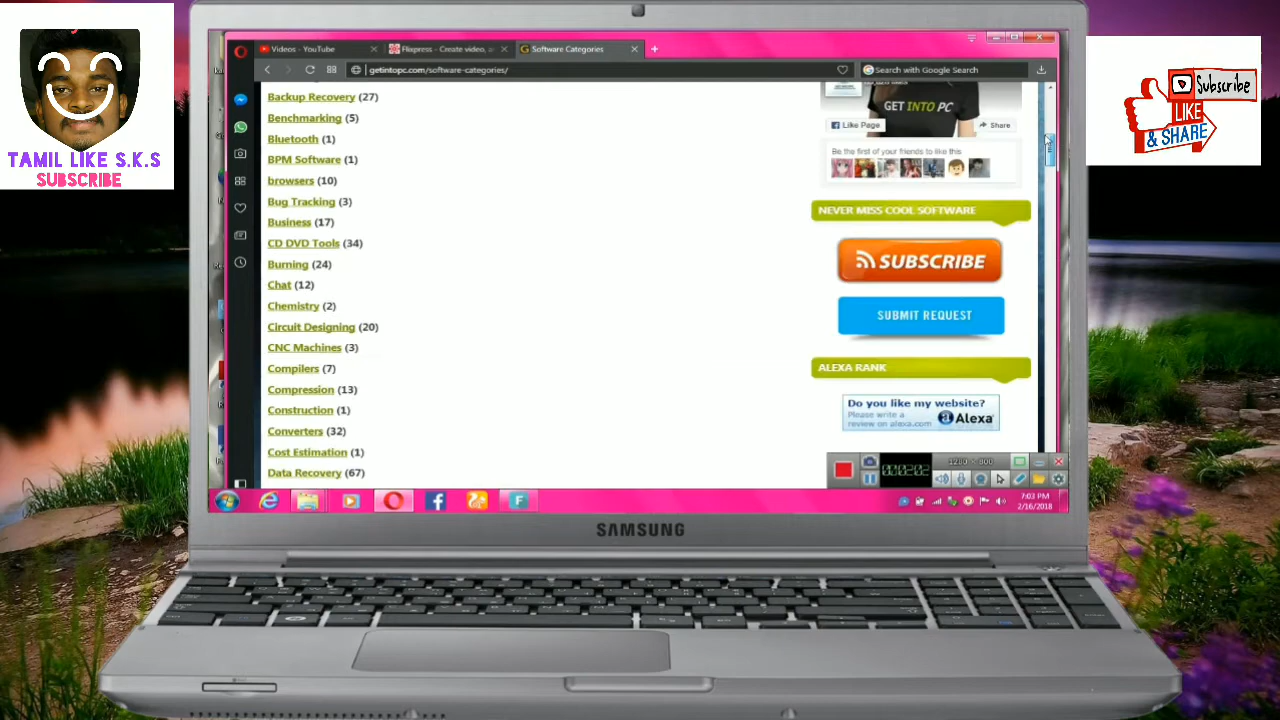 TAMIL LIKE S.K.S
SUBSCRIBE
Videos - YouTube
Flixpress - Create video, a
Software Categories
getintopc.com/software-categories/
Search with Google Search
Backup Recovery (27)
Benchmarking (5)
Bluetooth (1)
BPM Software (1)
browsers (10)
Bug Tracking (3)
Business (17)
CD DVD Tools (34)
Burning (24)
Chat (12)
Chemistry (2)
Circuit Designing (20)
CNC Machines (3)
Compilers (7)
Compression (13)
Construction (1)
Converters (32)
Cost Estimation (1)
Data Recovery (67)
GET INTO PC
Like Page
Share
Be the first of your friends to like this
NEVER MISS COOL SOFTWARE
SUBSCRIBE
SUBMIT REQUEST
ALEXA RANK
Do you like my website?
Please write a
review on alexa.com
Alexa
7:03 PM
2/16/2018
Subscribe
LIKE
& SHARE
SAMSUNG